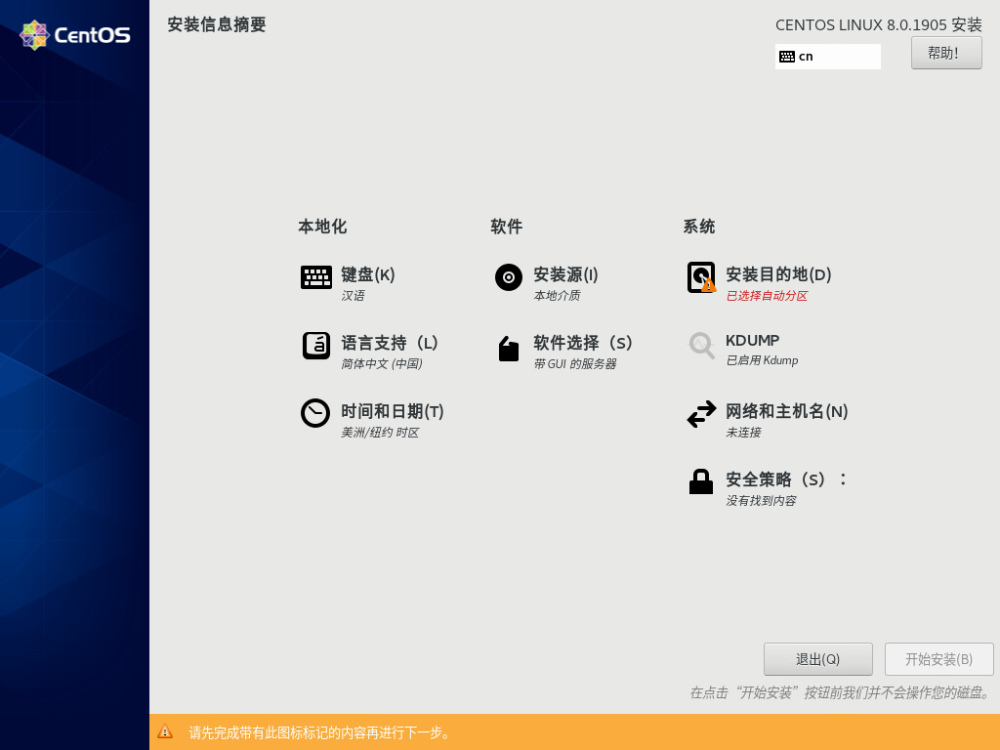 CentOS
安装信息摘要
CENTOS LINUX 8.0.1905 安装
cn
帮助!
本地化
软件
系统
键盘(K)
汉语
安装源(I)
本地介质
安装目的地(D)
已选择自动分区
语言支持（L）
简体中文 (中国)
软件选择（S）
带 GUI 的服务器
KDUMP
已启用 Kdump
时间和日期(T)
美洲/纽约 时区
网络和主机名(N)
未连接
安全策略（S）：
没有找到内容
退出(Q)
开始安装(B)
在点击“开始安装”按钮前我们并不会操作您的磁盘。
请先完成带有此图标标记的内容再进行下一步。